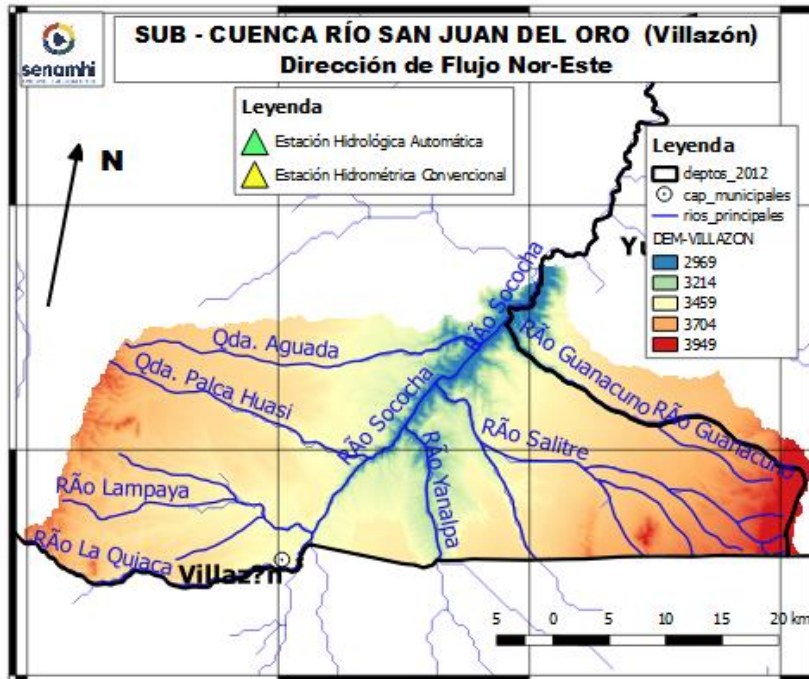 senamhi
SUB - CUENCA RÍO SAN JUAN DEL ORO (Villazón)
Dirección de Flujo Nor-Este
N
Leyenda
Estación Hidrológica Automática
Estación Hidrométrica Convencional
Leyenda
deptos_2012
cap_municipales
rios_principales
DEM-VILLAZON
2969
3214
3459
3704
3949
Yu
RÃo Sococha
Qda. Aguada
RÃo Guanacuno
Qda. Palca Huasi
RÃo Sococha
RÃo Guanacuno
RÃo Salitre
RÃo Lampaya
RÃo Yanalpa
RÃo La Quiaca
Villaz?n
5 0 5 10 15 20 km